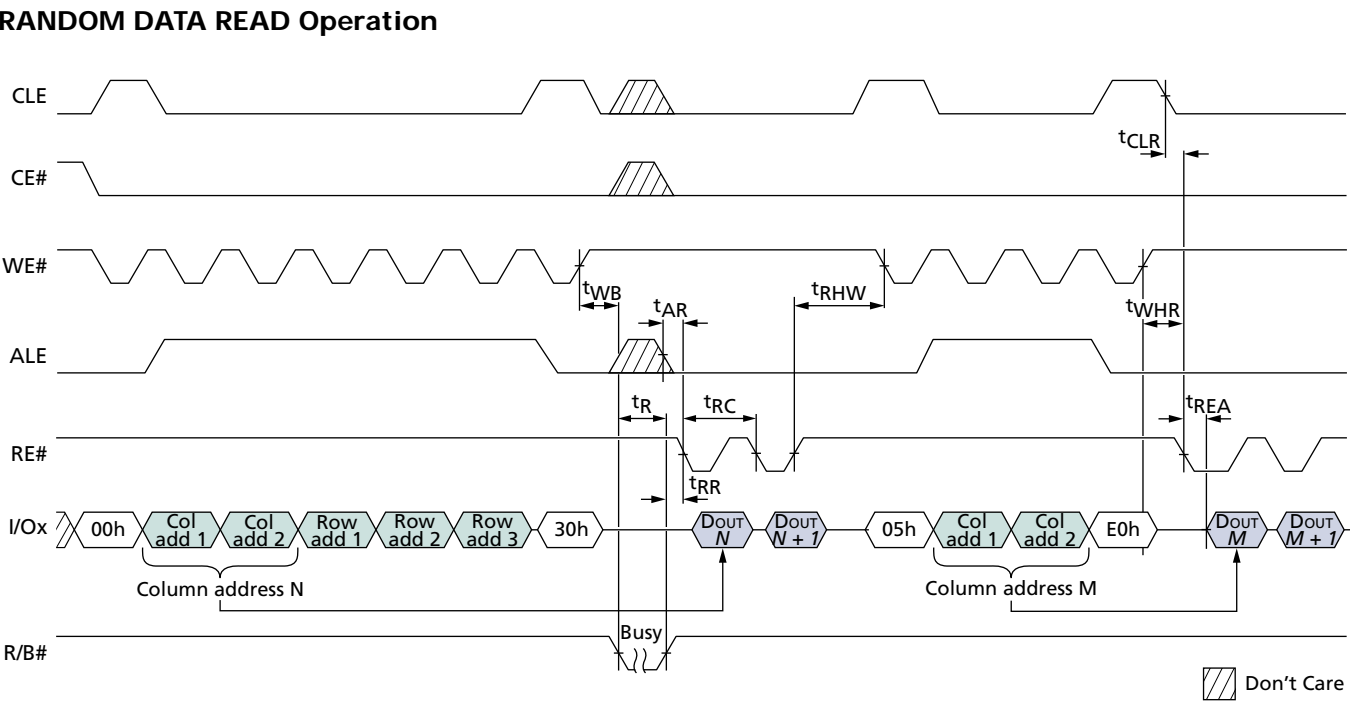 RANDOM DATA READ Operation
CLE
tCLR
CE#
WE#
tWB
tAR
tRHW
tWHR
ALE
tR
tRC
tREA
RE#
tRR
I/Ox
00h
Col add 1
Col add 2
Row add 1
Row add 2
Row add 3
30h
DOUT N
DOUT N + 1
05h
Col add 1
Col add 2
E0h
DOUT M
DOUT M + 1
Column address N
Column address M
Busy
R/B#
Don't Care